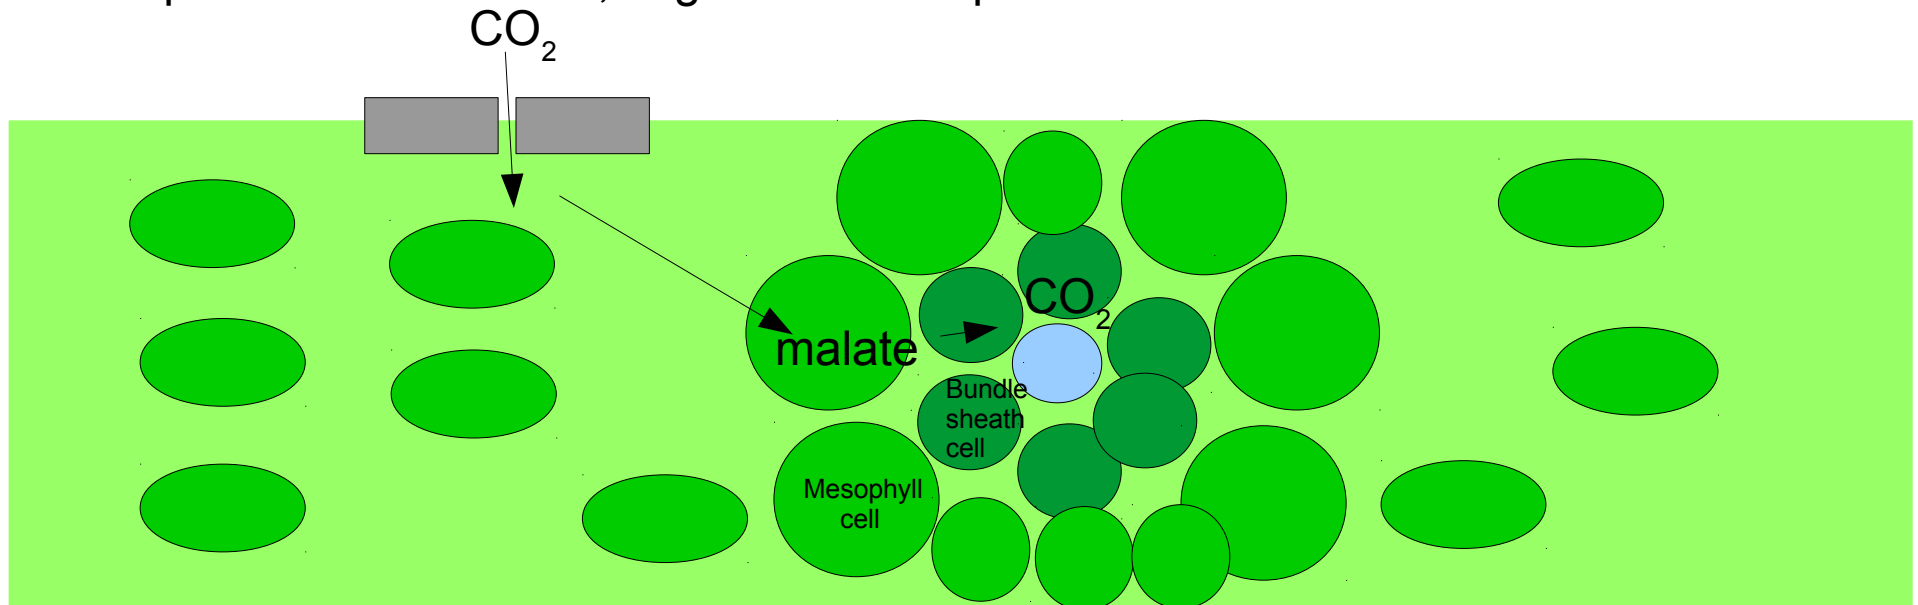 CO2
CO2
malate
Bundle
sheath
cell
Mesophyll
cell